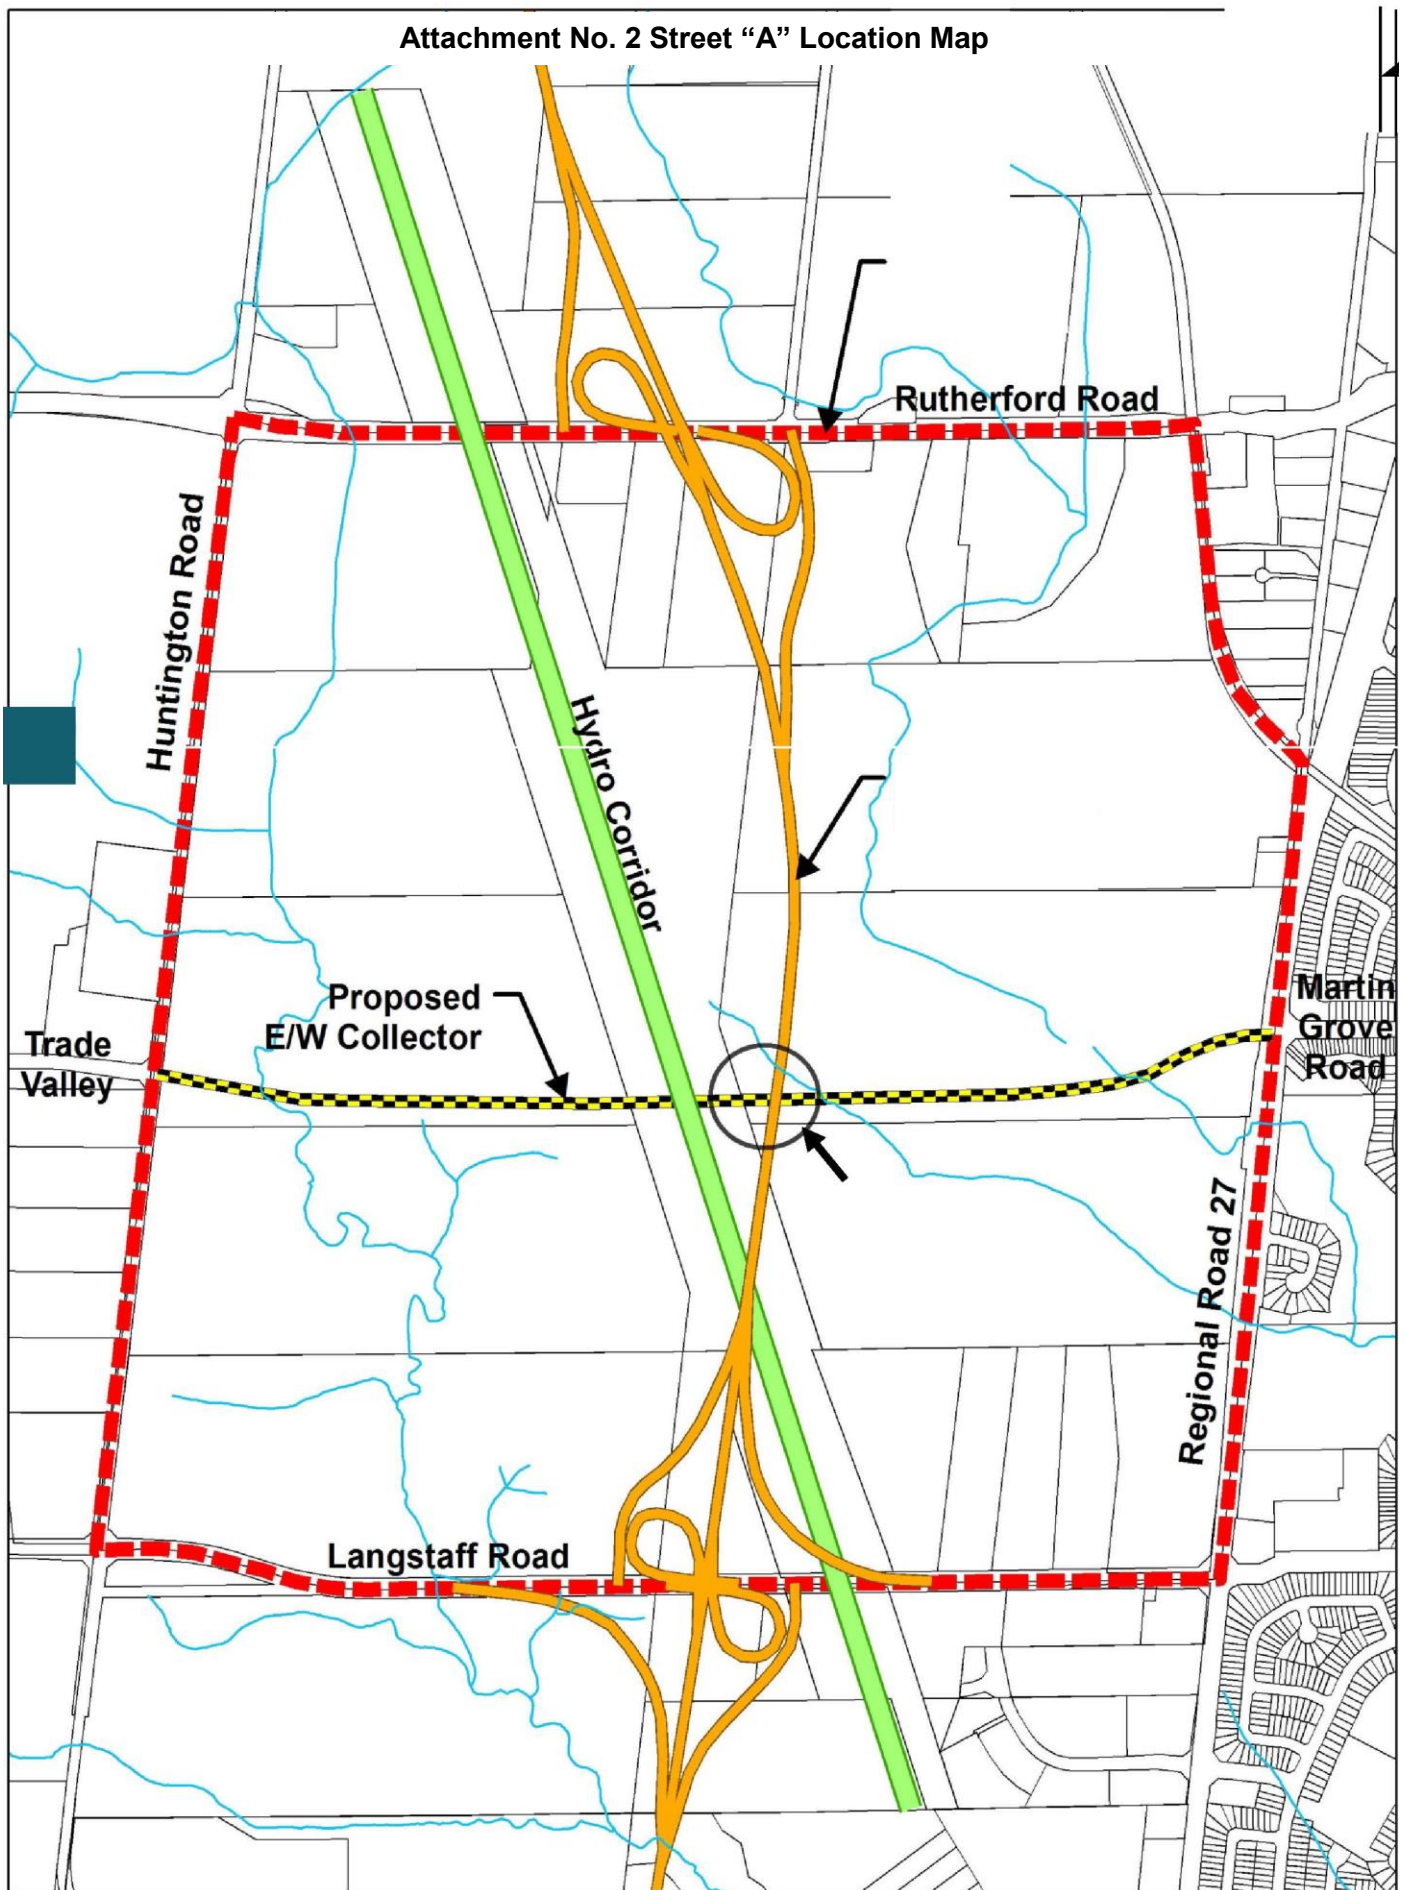 Attachment No. 2 Street “A” Location Map
Rutherford Road
Huntington Road
Hydro Corridor
Proposed
E/W Collector
Martin
Grove
Road
Trade
Valley
Regional Road 27
Langstaff Road